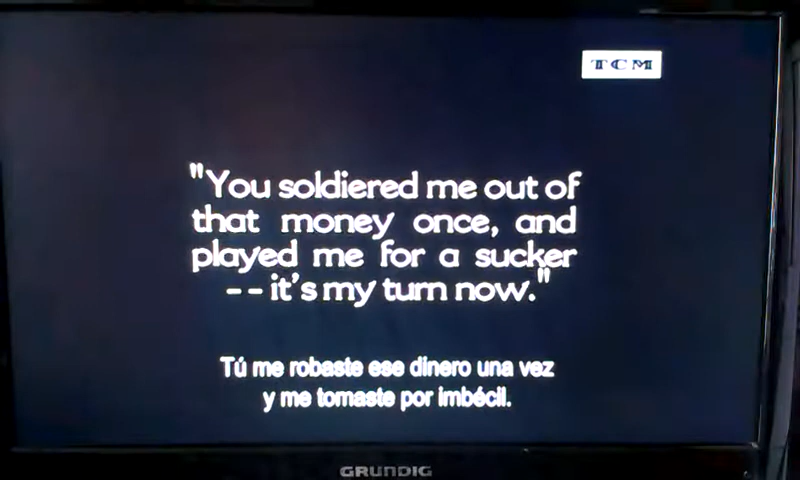 TCM
"You soldiered me out of
that money once, and
played me for a sucker
-- it's my turn now."
Tú me robaste ese dinero una vez
y me tomaste por imbécil.
GRUNDIG